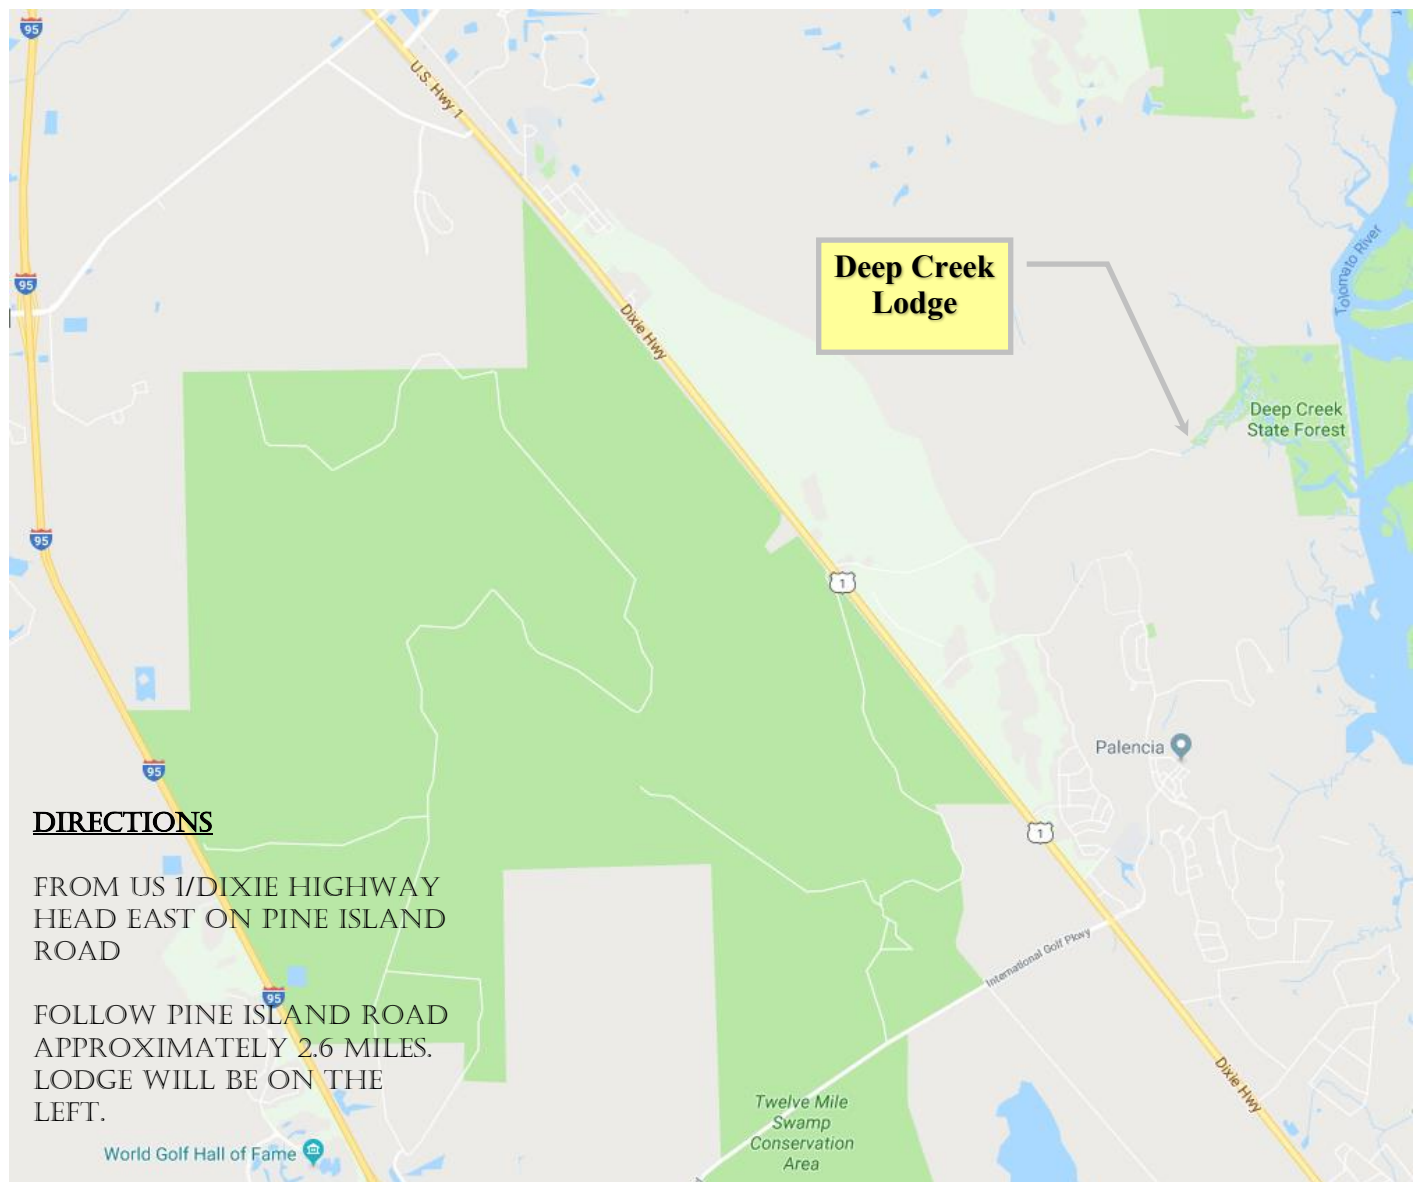 95
U.S. Hwy 1
Tolomato River
Deep Creek
Lodge
95
Dixie Hwy
Deep Creek
State Forest
95
1
Palencia
95
DIRECTIONS
1
FROM US 1/DIXIE HIGHWAY
HEAD EAST ON PINE ISLAND
ROAD
International Golf Pkwy
95
FOLLOW PINE ISLAND ROAD
APPROXIMATELY 2.6 MILES.
LODGE WILL BE ON THE
LEFT.
Dixie Hwy
Twelve Mile
Swamp
Conservation
Area
World Golf Hall of Fame